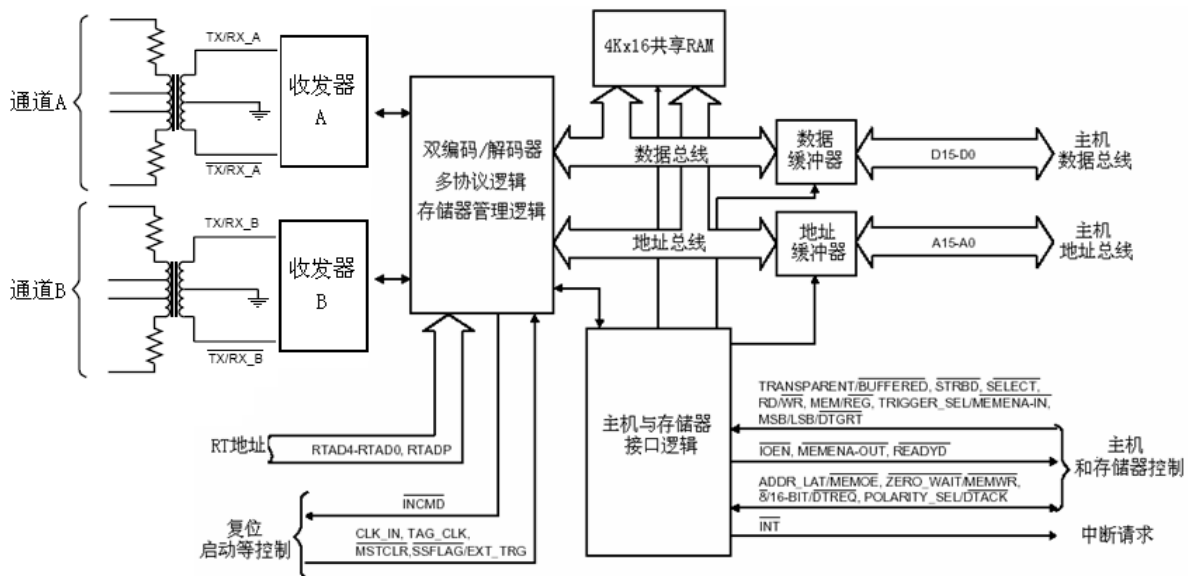 通道A
TX/RX_A
TX/RX_A
收发器
A
通道B
TX/RX_B
TX/RX_B
收发器
B
双编码/解码器
多协议逻辑
存储器管理逻辑
4Kx16共享RAM
数据总线
数据
缓冲器
D15-D0
主机
数据总线
地址总线
地址
缓冲器
A15-A0
主机
地址总线
RT地址
RTAD4-RTAD0, RTADP
INCMD
复位
启动等控制
CLK_IN, TAG_CLK,
MSTCLR,SSFLAG/EXT_TRG
主机与存储器
接口逻辑
TRANSPARENT/BUFFERED, STRBD, SELECT,
RD/WR, MEM/REG, TRIGGER_SEL/MEMENA-IN,
MSB/LSB/DTGRT
IOEN, MEMENA-OUT, READYD
ADDR_LAT/MEMOE, ZERO_WAIT/MEMWR,
8/16-BIT/DTREQ, POLARITY_SEL/DTACK
主机
和存储器控制
INT
中断请求